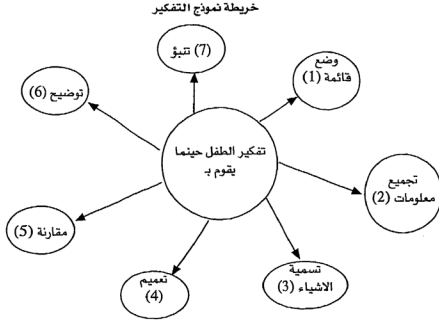 خريطة نموذج التفكير
تفكير الطفل حينما
يقوم بـ
وضع
قائمة (1)
تجميع
معلومات (2)
تسمية
الاشياء (3)
تعميم
(4)
مقارنة (5)
توضيح (6)
(7) تتبؤ